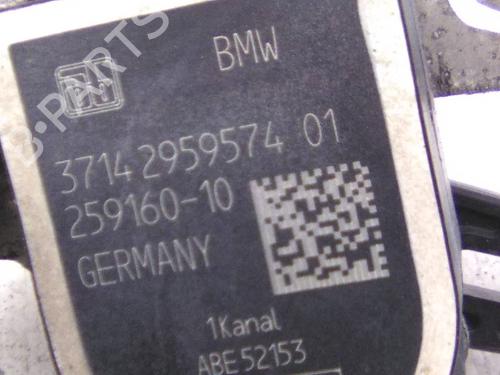 B-PARTS
BMW
3714 2959574 01
259160-10
GERMANY
1Kanal
ABE 52153